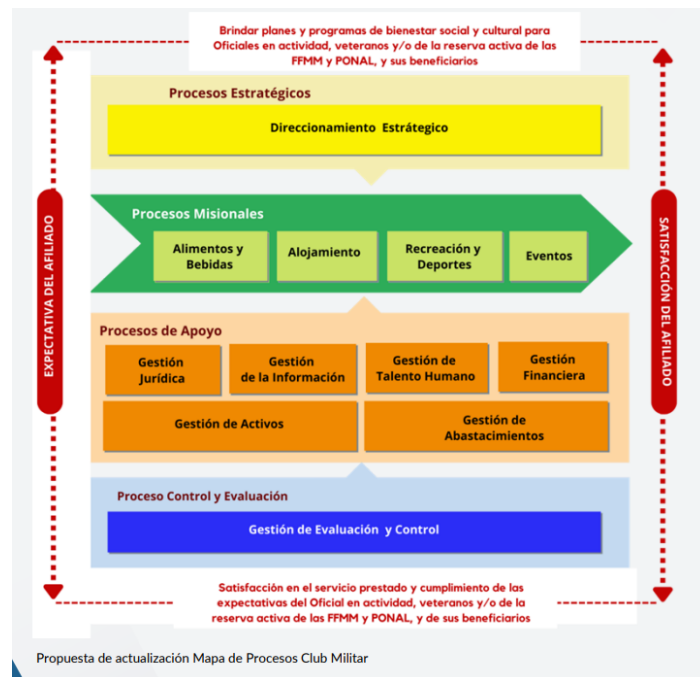 Brindar planes y programas de bienestar social y cultural para
Oficiales en actividad, veteranos y/o de la reserva activa de las
FFMM y PONAL, y sus beneficiarios
Procesos Estratégicos
Direccionamiento Estrátegico
EXPECTATIVA DEL AFILIADO
SATISFACCIÓN DEL AFILIADO
Procesos Misionales
Alimentos y
Bebidas
Alojamiento
Recreación y
Deportes
Eventos
Procesos de Apoyo
Gestión
Jurídica
Gestión
de la Información
Gestión de
Talento Humano
Gestión
Financiera
Gestión de Activos
Gestión de
Abastacimientos
Proceso Control y Evaluación
Gestión de Evaluación y Control
Satisfacción en el servicio prestado y cumplimiento de las
expectativas del Oficial en actividad, veteranos y/o de la
reserva activa de las FFMM y PONAL, y de sus beneficiarios
Propuesta de actualización Mapa de Procesos Club Militar